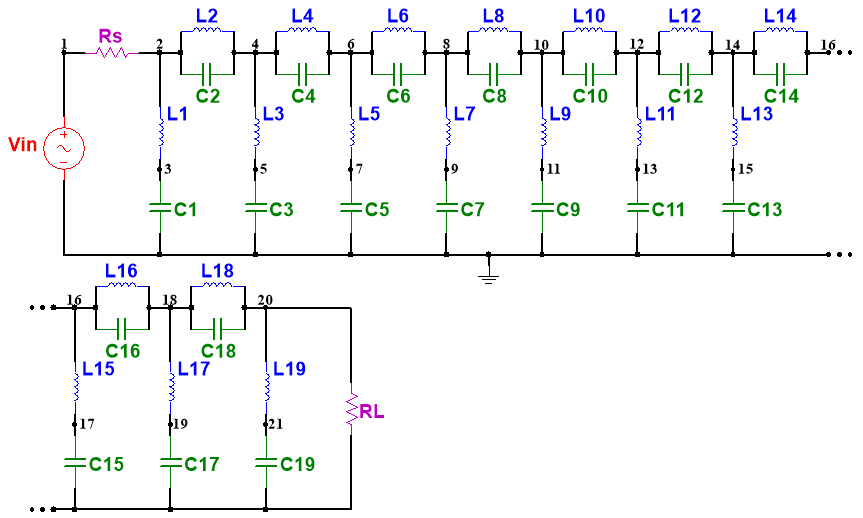 L2 L4 L6 L8 L10 L12 L14
1 Rs 2 4 6 8 10 12 14 16
C2 C4 C6 C8 C10 C12 C14
L1 L3 L5 L7 L9 L11 L13
Vin
3 5 7 9 11 13 15
C1 C3 C5 C7 C9 C11 C13
L16 L18
16 18 20
C16 C18
L15 L17 L19
RL
17 19 21
C15 C17 C19